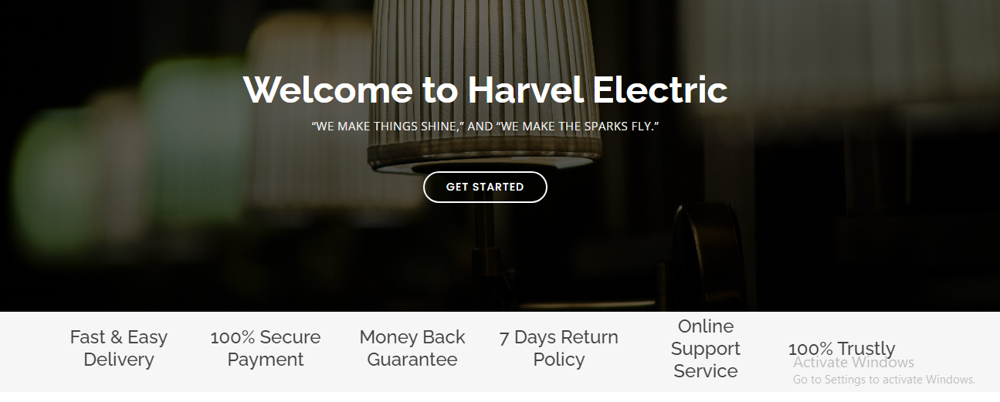 Welcome to Harvel Electric
“WE MAKE THINGS SHINE,” AND “WE MAKE THE SPARKS FLY.”
GET STARTED
Fast & Easy
Delivery
100% Secure
Payment
Money Back
Guarantee
7 Days Return
Policy
Online
Support
Service
100% Trustly
Activate Windows
Go to Settings to activate Windows.